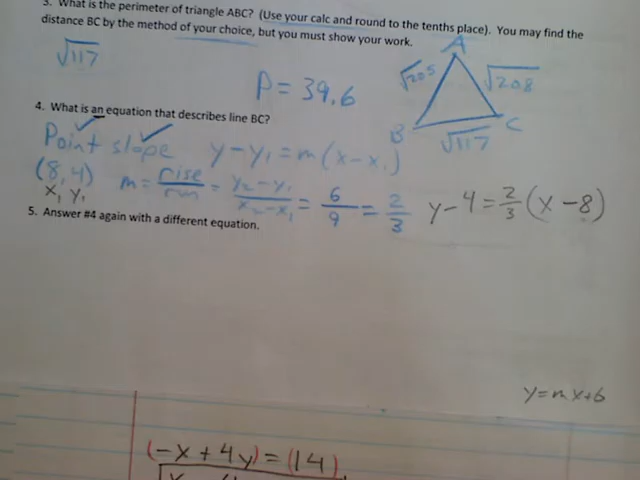 3. What is the perimeter of triangle ABC? (Use your calc and round to the tenths place). You may find the
distance BC by the method of your choice, but you must show your work.
√117
P = 39.6
A
√205
√208
B
C
√117
4. What is an equation that describes line BC?
Point slope y-y₁ = m(x-x₁)
(8,4) m = rise/run = y₂-y₁/x₂-x₁ = 6/9 = 2/3 y-4 = 2/3(x-8)
x₁ y₁
5. Answer #4 again with a different equation.
y=mx+b
(-x + 4y) = (14)